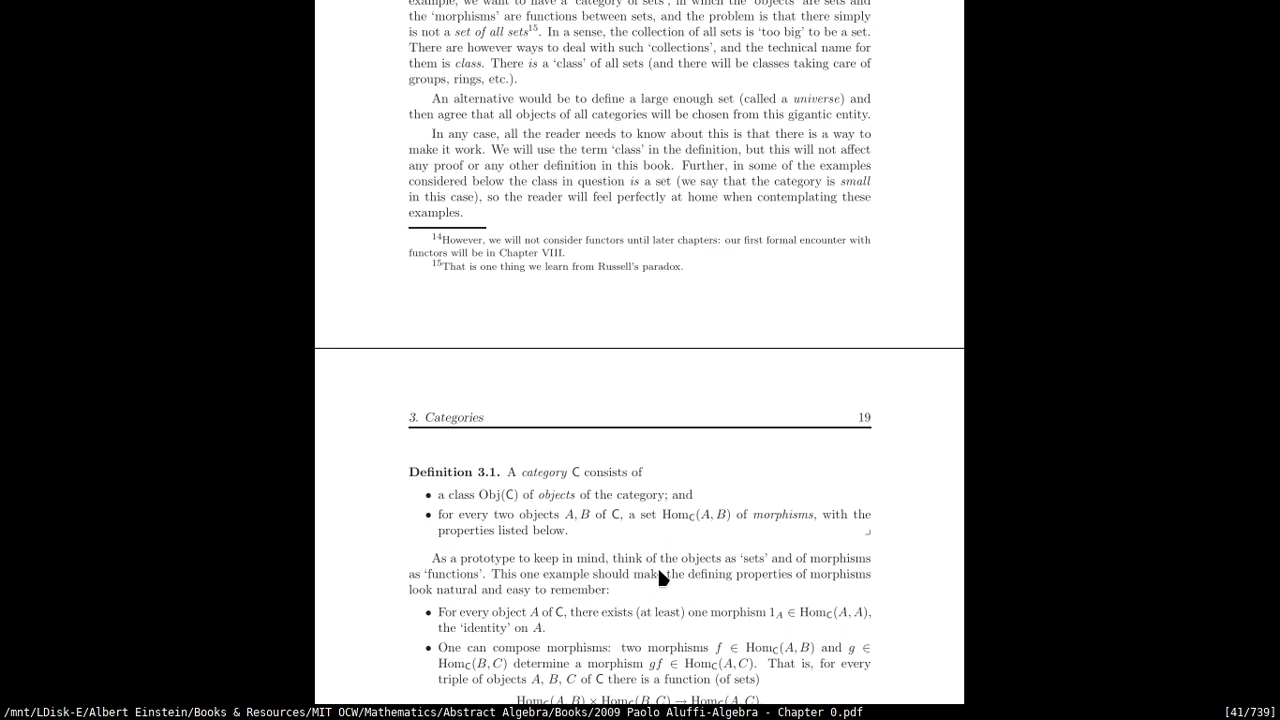 example, we want to have a 'category of sets', in which the 'objects' are sets and
the 'morphisms' are functions between sets, and the problem is that there simply
is not a set of all sets15. In a sense, the collection of all sets is 'too big' to be a set.
There are however ways to deal with such 'collections', and the technical name for
them is class. There is a 'class' of all sets (and there will be classes taking care of
groups, rings, etc.).
An alternative would be to define a large enough set (called a universe) and
then agree that all objects of all categories will be chosen from this gigantic entity.
In any case, all the reader needs to know about this is that there is a way to
make it work. We will use the term 'class' in the definition, but this will not affect
any proof or any other definition in this book. Further, in some of the examples
considered below the class in question is a set (we say that the category is small
in this case), so the reader will feel perfectly at home when contemplating these
examples.
14However, we will not consider functors until later chapters: our first formal encounter with
functors will be in Chapter VIII.
15That is one thing we learn from Russell's paradox.
3. Categories 19
Definition 3.1. A category C consists of
• a class Obj(C) of objects of the category; and
• for every two objects A, B of C, a set HomC(A, B) of morphisms, with the
properties listed below. ⌟
As a prototype to keep in mind, think of the objects as 'sets' and of morphisms
as 'functions'. This one example should make the defining properties of morphisms
look natural and easy to remember:
• For every object A of C, there exists (at least) one morphism 1A ∈ HomC(A, A),
the 'identity' on A.
• One can compose morphisms: two morphisms f ∈ HomC(A, B) and g ∈
HomC(B, C) determine a morphism gf ∈ HomC(A, C). That is, for every
triple of objects A, B, C of C there is a function (of sets)
HomC(A, B) × HomC(B, C) → HomC(A, C),
/mnt/LDisk-E/Albert Einstein/Books & Resources/MIT OCW/Mathematics/Abstract Algebra/Books/2009 Paolo Aluffi-Algebra - Chapter 0.pdf [41/739]